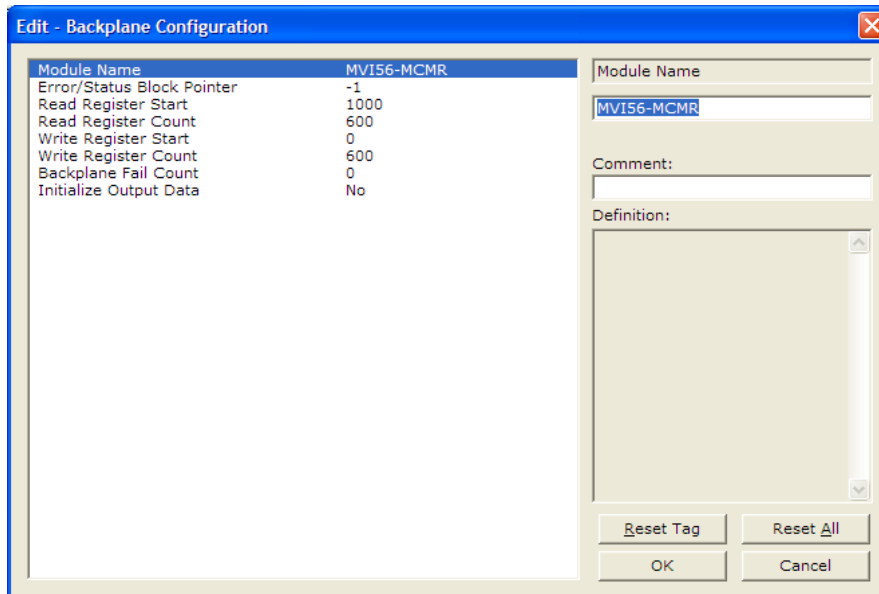 Edit - Backplane Configuration
Module Name MVI56-MCMR
Error/Status Block Pointer -1
Read Register Start 1000
Read Register Count 600
Write Register Start 0
Write Register Count 600
Backplane Fail Count 0
Initialize Output Data No
Module Name
MVI56-MCMR
Comment:
Definition:
Reset Tag Reset All
OK Cancel